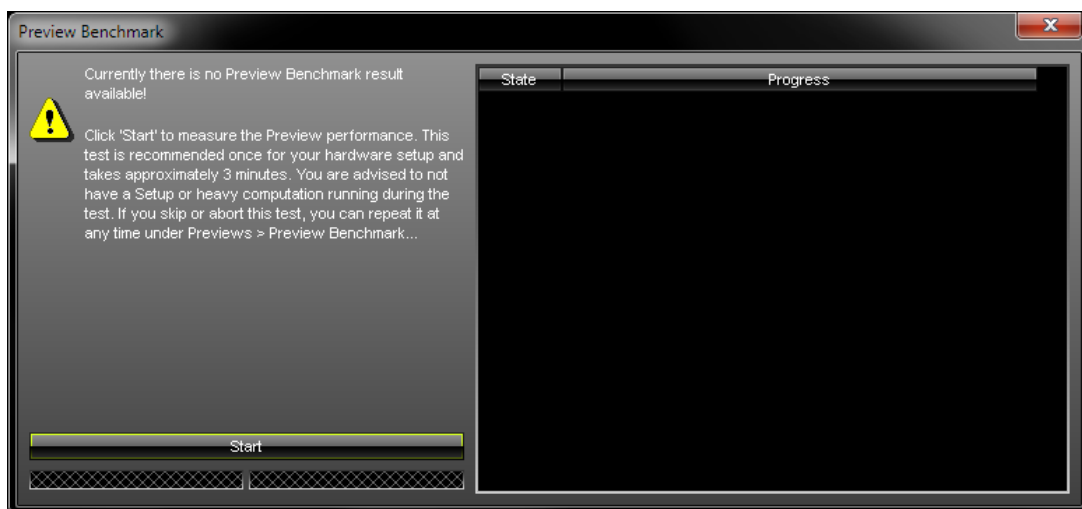 Preview Benchmark
Currently there is no Preview Benchmark result
available!
Click 'Start' to measure the Preview performance. This
test is recommended once for your hardware setup and
takes approximately 3 minutes. You are advised to not
have a Setup or heavy computation running during the
test. If you skip or abort this test, you can repeat it at
any time under Previews > Preview Benchmark...
Start
State Progress